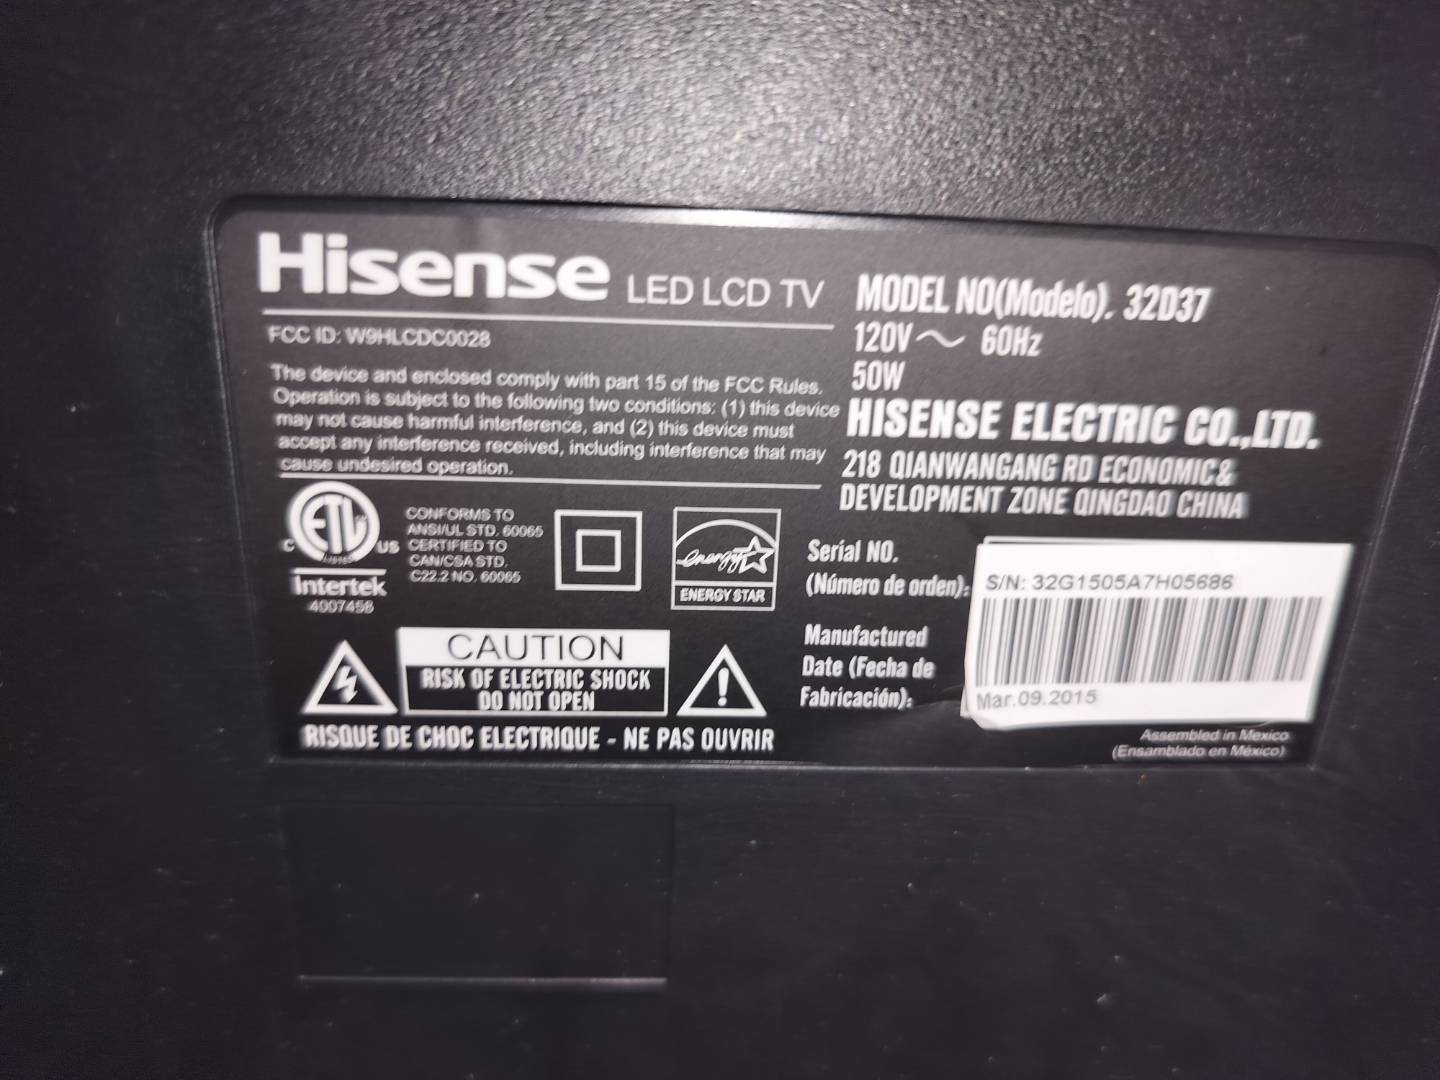 Hisense LED LCD TV
FCC ID: W9HLCDC0028
The device and enclosed comply with part 15 of the FCC Rules.
Operation is subject to the following two conditions: (1) this device
may not cause harmful interference, and (2) this device must
accept any interference received, including interference that may
cause undesired operation.
MODEL NO(Modelo). 32D37
120V ~ 60Hz
50W
HISENSE ELECTRIC CO.,LTD.
218 QIANWANGANG RD ECONOMIC&
DEVELOPMENT ZONE QINGDAO CHINA
ETL
C US
LISTED
Intertek
4007458
CONFORMS TO
ANSI/UL STD. 60065
CERTIFIED TO
CAN/CSA STD.
C22.2 NO. 60065
energy
ENERGY STAR
Serial NO.
(Número de orden):
S/N: 32G1505A7H05686
Manufactured
Date (Fecha de
Fabricación):
Mar.09.2015
CAUTION
RISK OF ELECTRIC SHOCK
DO NOT OPEN
RISQUE DE CHOC ELECTRIQUE - NE PAS OUVRIR
Assembled in Mexico
(Ensamblado en México)